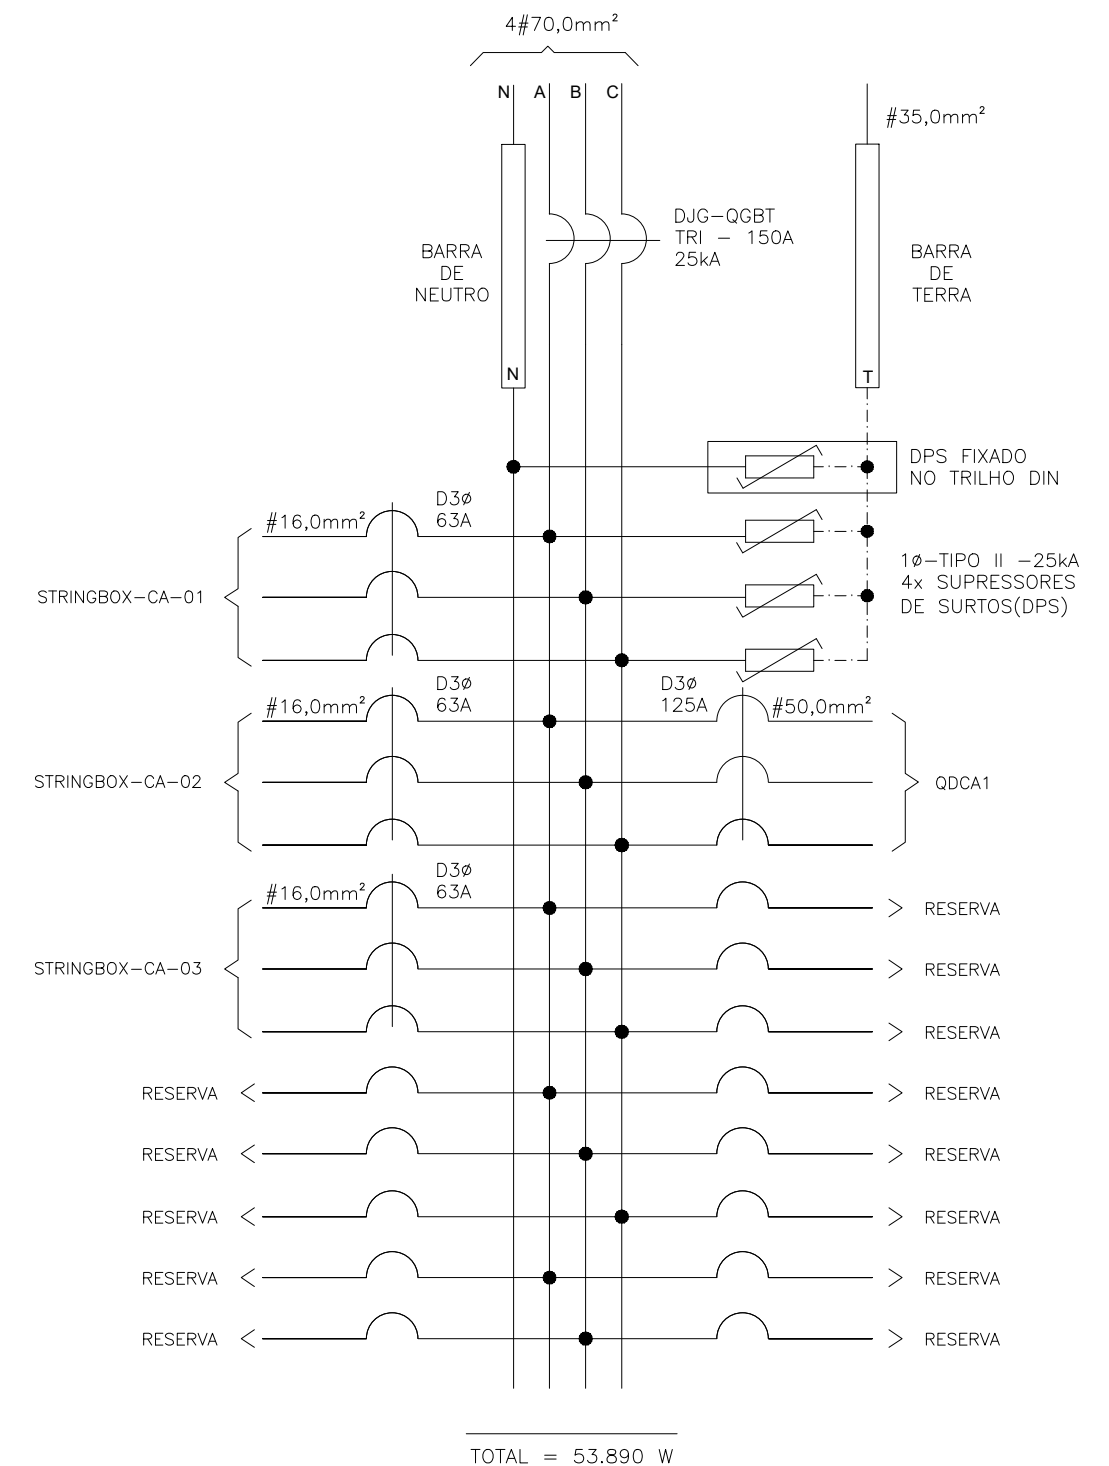 4#70,0mm²
N A B C
#35,0mm²
DJG-QGBT
TRI - 150A
25kA
BARRA
DE
NEUTRO
BARRA
DE
TERRA
N
T
DPS FIXADO
NO TRILHO DIN
D3ø
63A
#16,0mm²
STRINGBOX-CA-01
1ø-TIPO II -25kA
4x SUPRESSORES
DE SURTOS(DPS)
D3ø
63A
#16,0mm²
STRINGBOX-CA-02
D3ø
125A
#50,0mm²
QDCA1
D3ø
63A
#16,0mm²
STRINGBOX-CA-03
RESERVA
RESERVA
RESERVA
RESERVA
RESERVA
RESERVA
RESERVA
RESERVA
RESERVA
RESERVA
RESERVA
RESERVA
RESERVA
TOTAL = 53.890 W